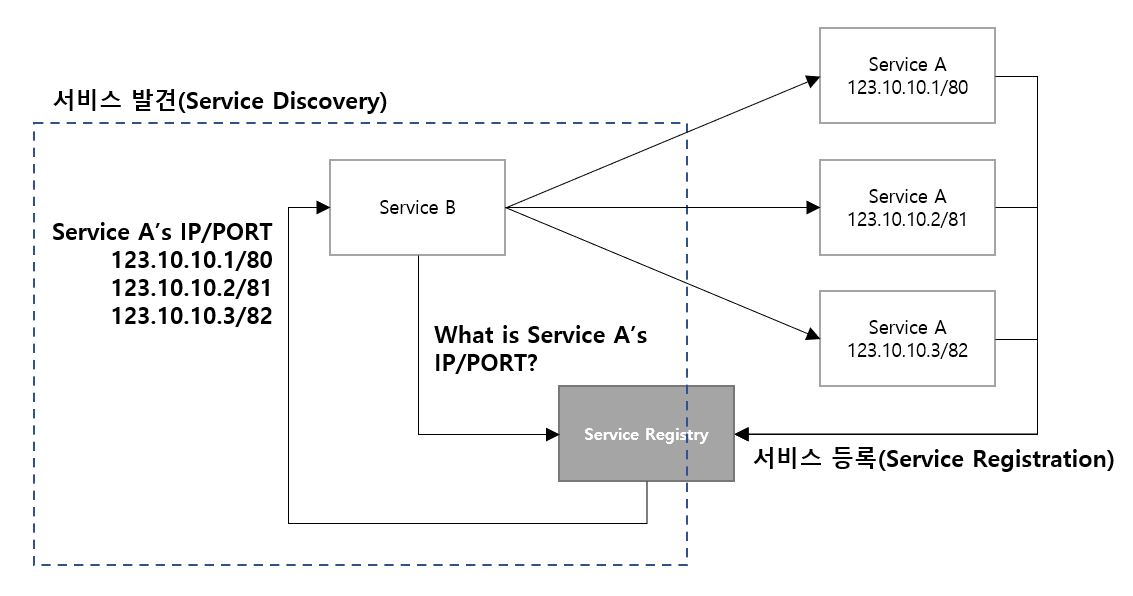 서비스 발견(Service Discovery)
Service A
123.10.10.1/80
Service B
Service A
123.10.10.2/81
Service A’s IP/PORT
123.10.10.1/80
123.10.10.2/81
123.10.10.3/82
What is Service A’s
IP/PORT?
Service A
123.10.10.3/82
Service Registry
서비스 등록(Service Registration)